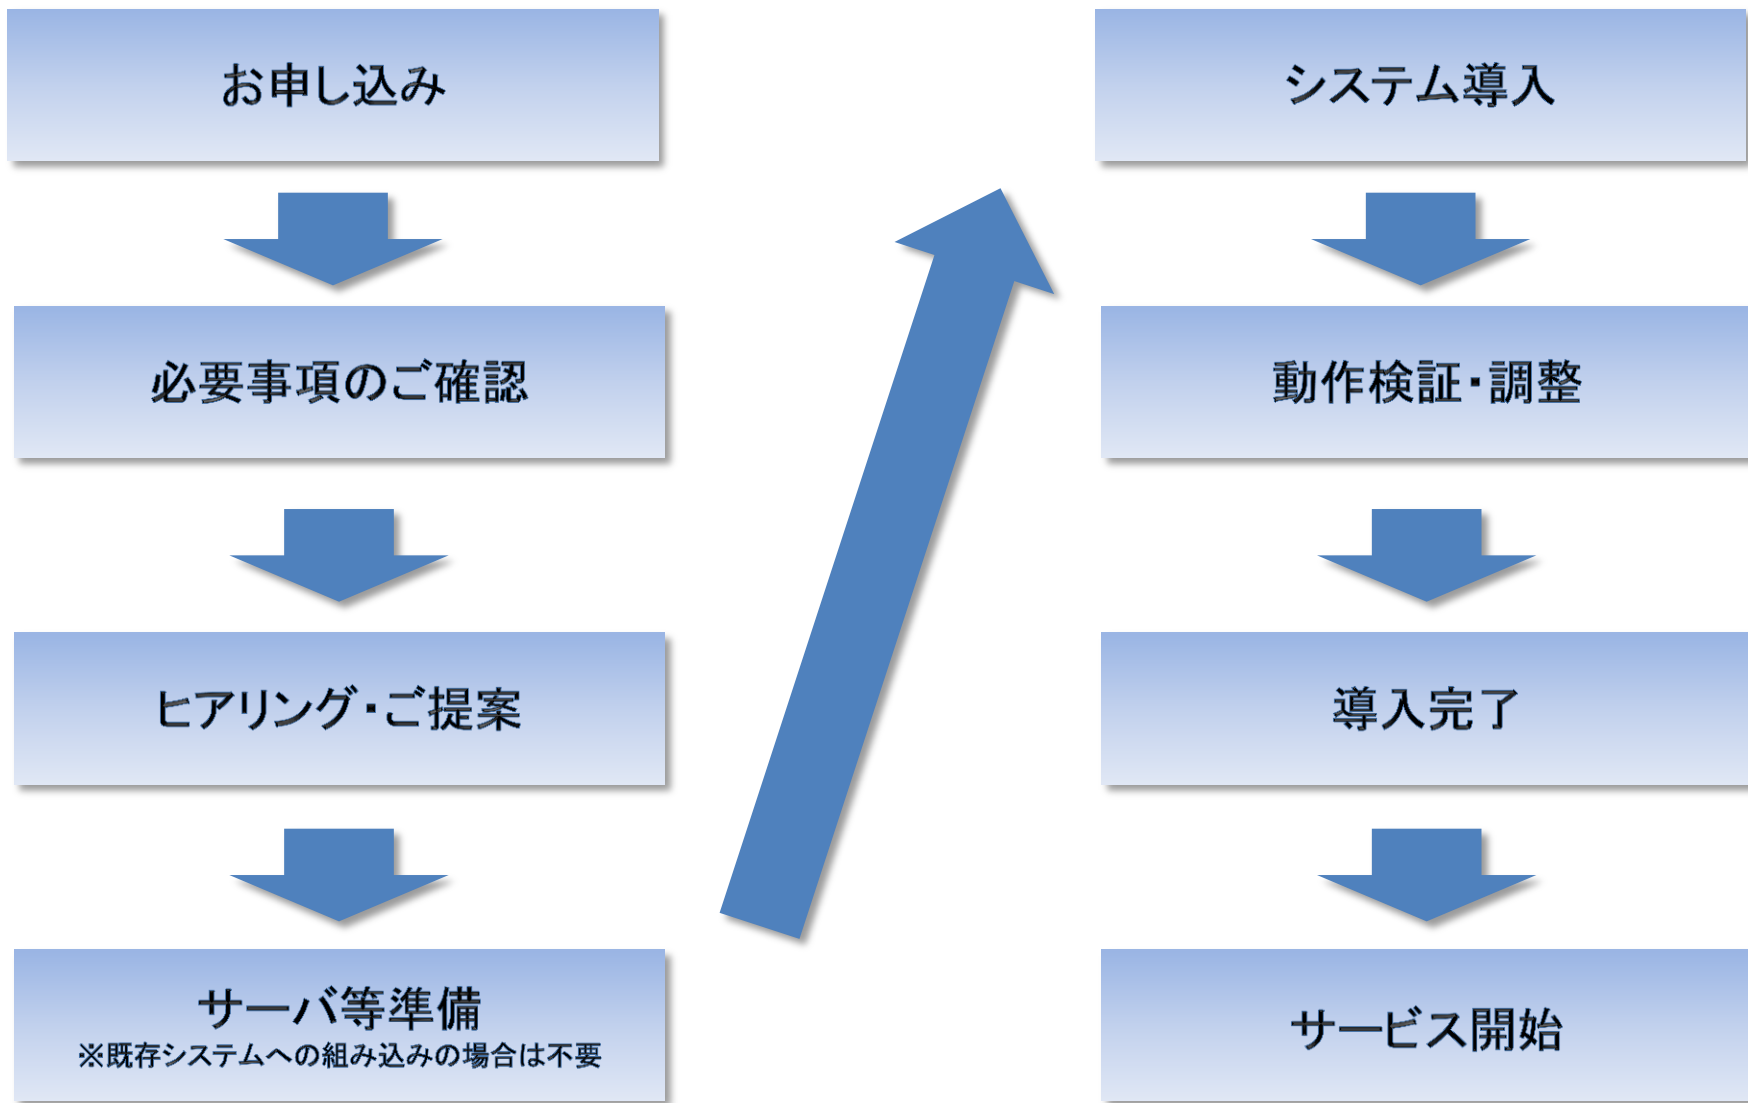 お申し込み
必要事項のご確認
ヒアリング・ご提案
サーバ等準備
※既存システムへの組み込みの場合は不要
システム導入
動作検証・調整
導入完了
サービス開始